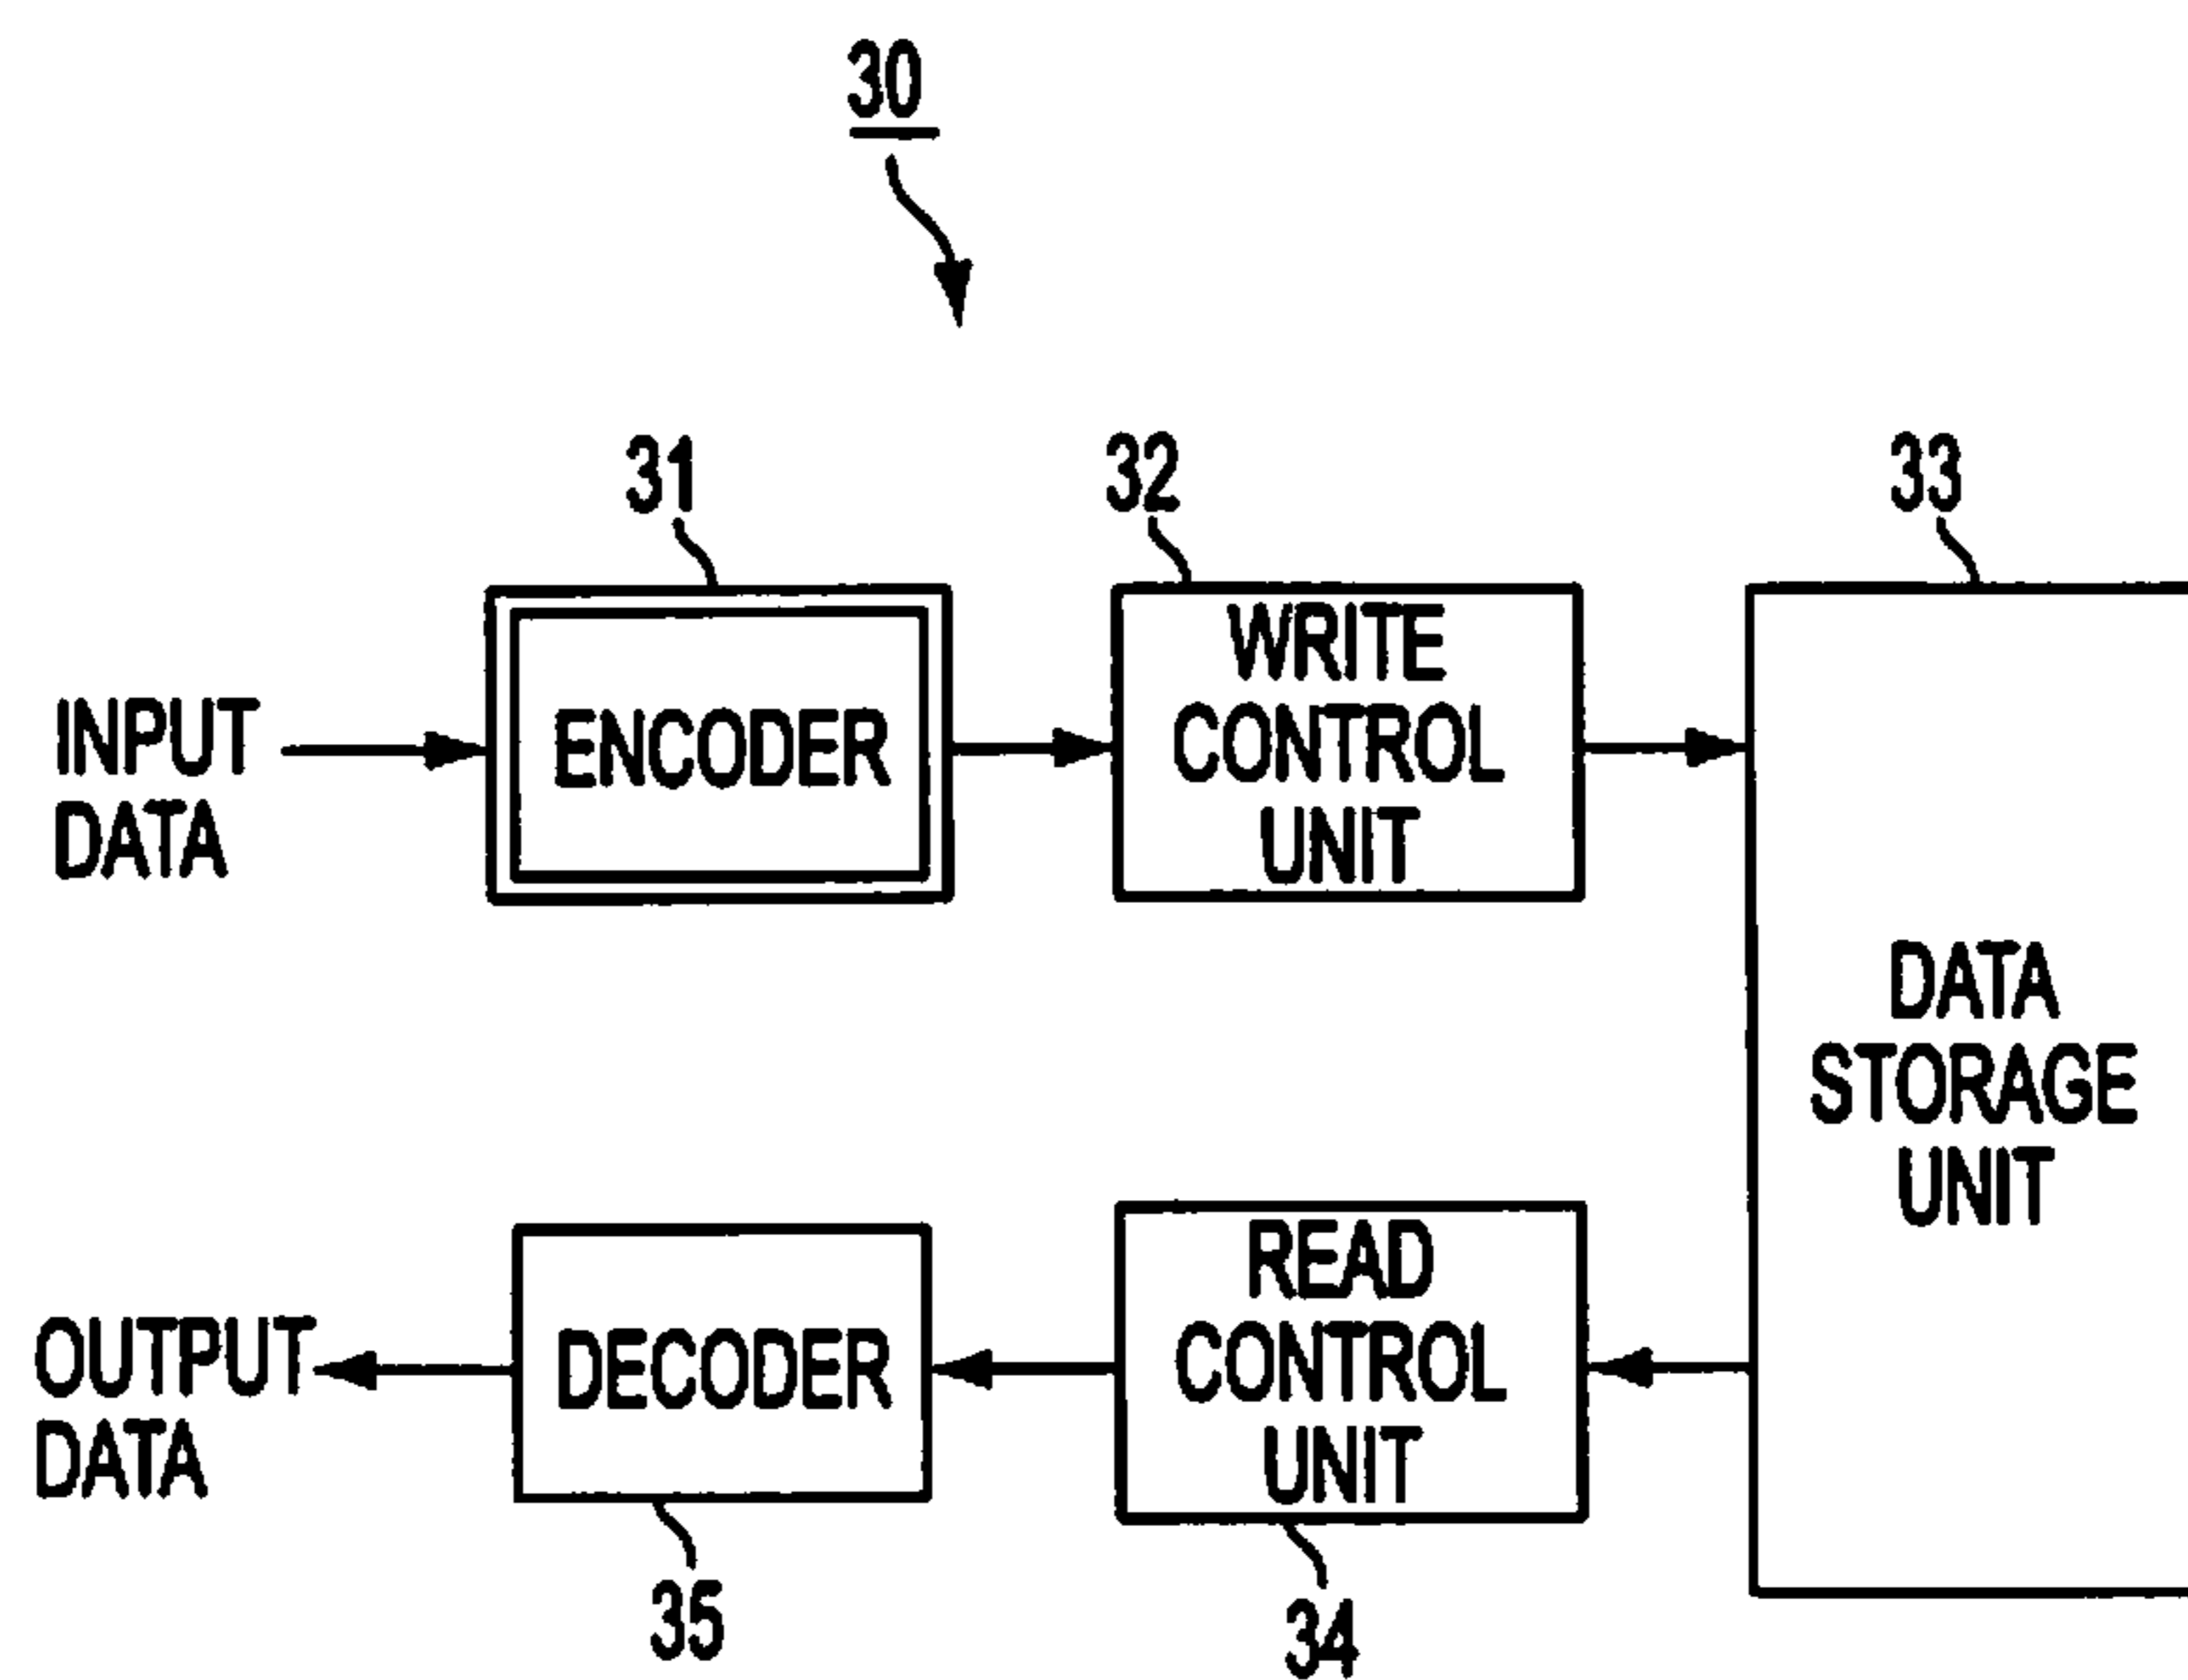 30
31
32
33
INPUT
DATA
ENCODER
WRITE
CONTROL
UNIT
DATA
STORAGE
UNIT
OUTPUT
DATA
DECODER
READ
CONTROL
UNIT
35
34